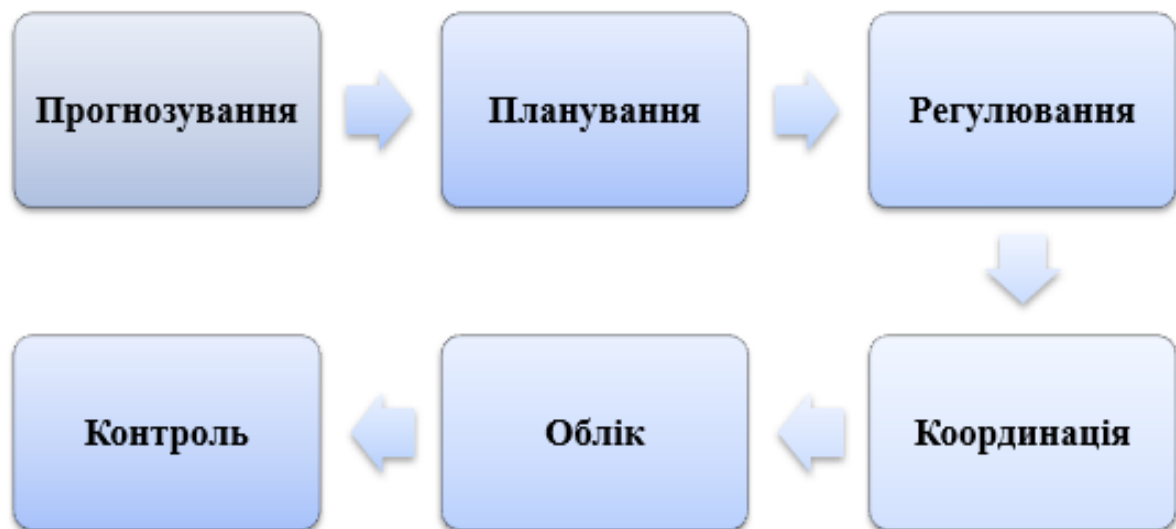 Прогнозування
Планування
Регулювання
Координація
Облік
Контроль